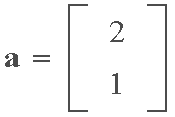 a = [ 2
1 ]